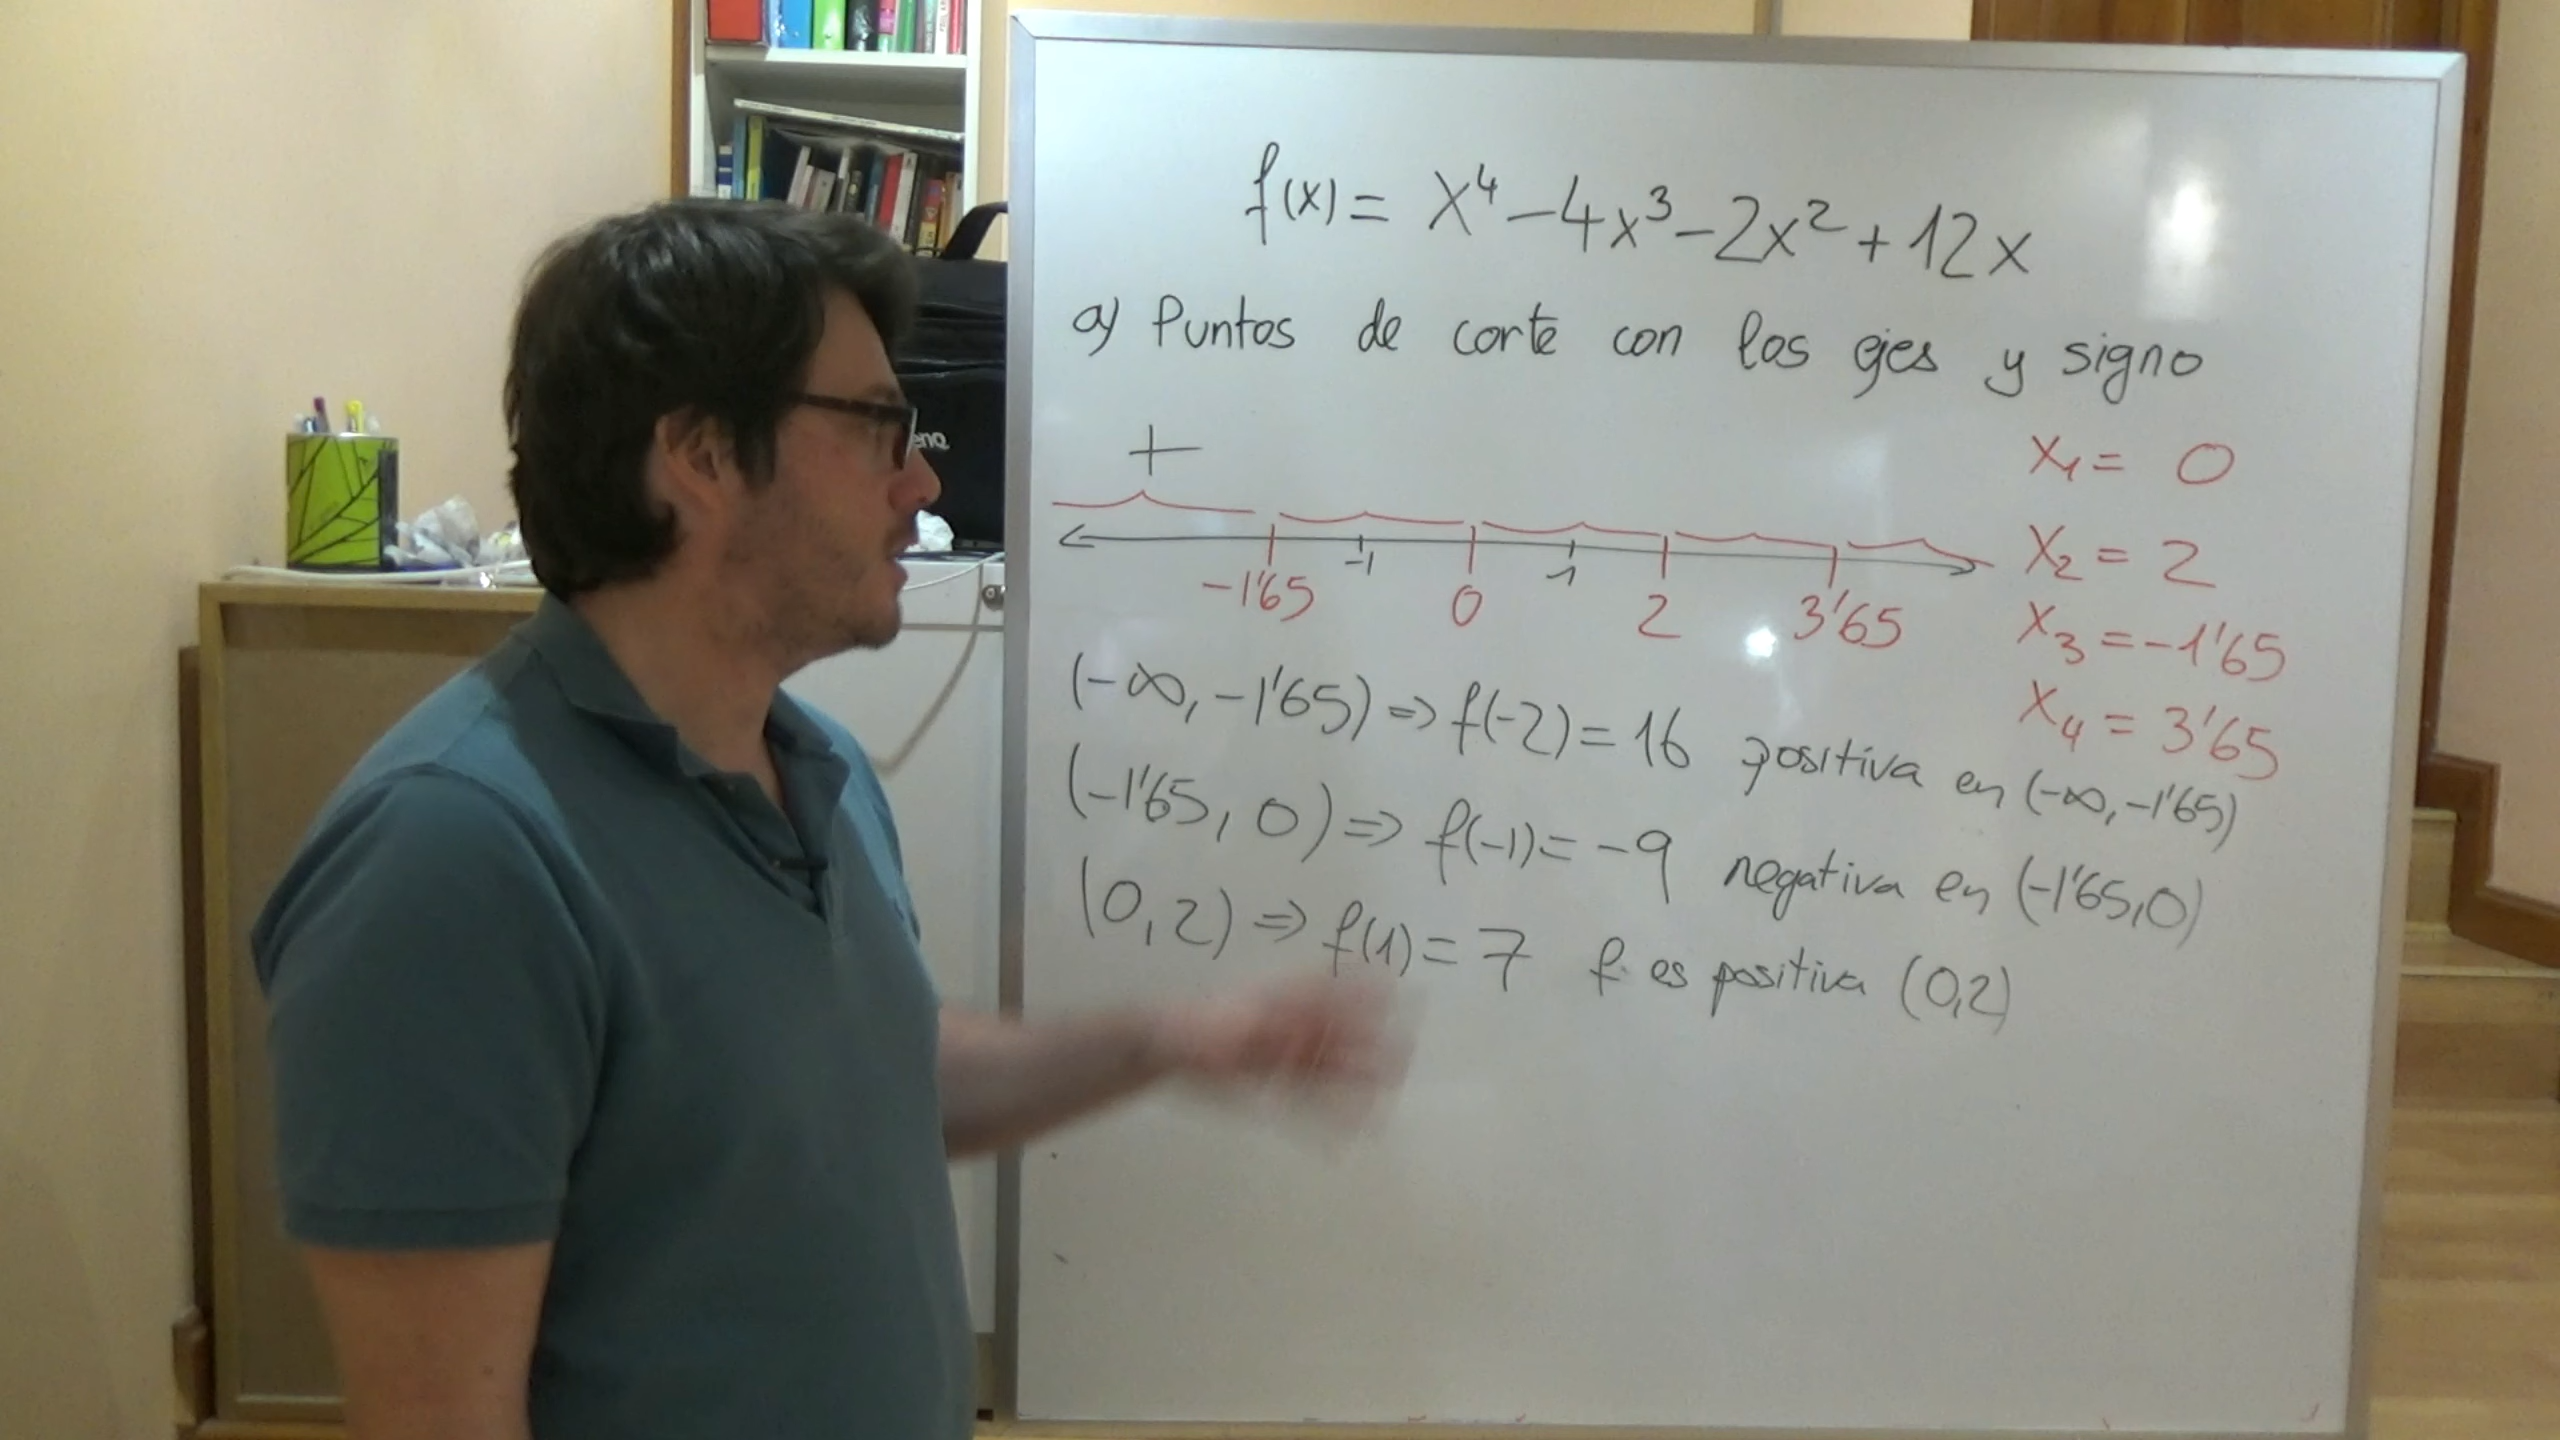 f(x) = x⁴ - 4x³ - 2x² + 12x
a) Puntos de corte con los ejes y signo
+
x₁ = 0
x₂ = 2
-1'65 -1 0 1 2 3'65
x₃ = -1'65
x₄ = 3'65
(-∞, -1'65) ⇒ f(-2) = 16 positiva en (-∞, -1'65)
(-1'65, 0) ⇒ f(-1) = -9 negativa en (-1'65, 0)
(0, 2) ⇒ f(1) = 7 f es positiva (0,2)
enQ